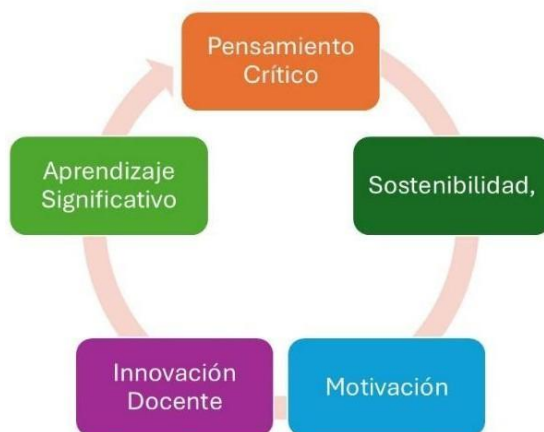 Pensamiento
Crítico
Sostenibilidad,
Motivación
Innovación
Docente
Aprendizaje
Significativo